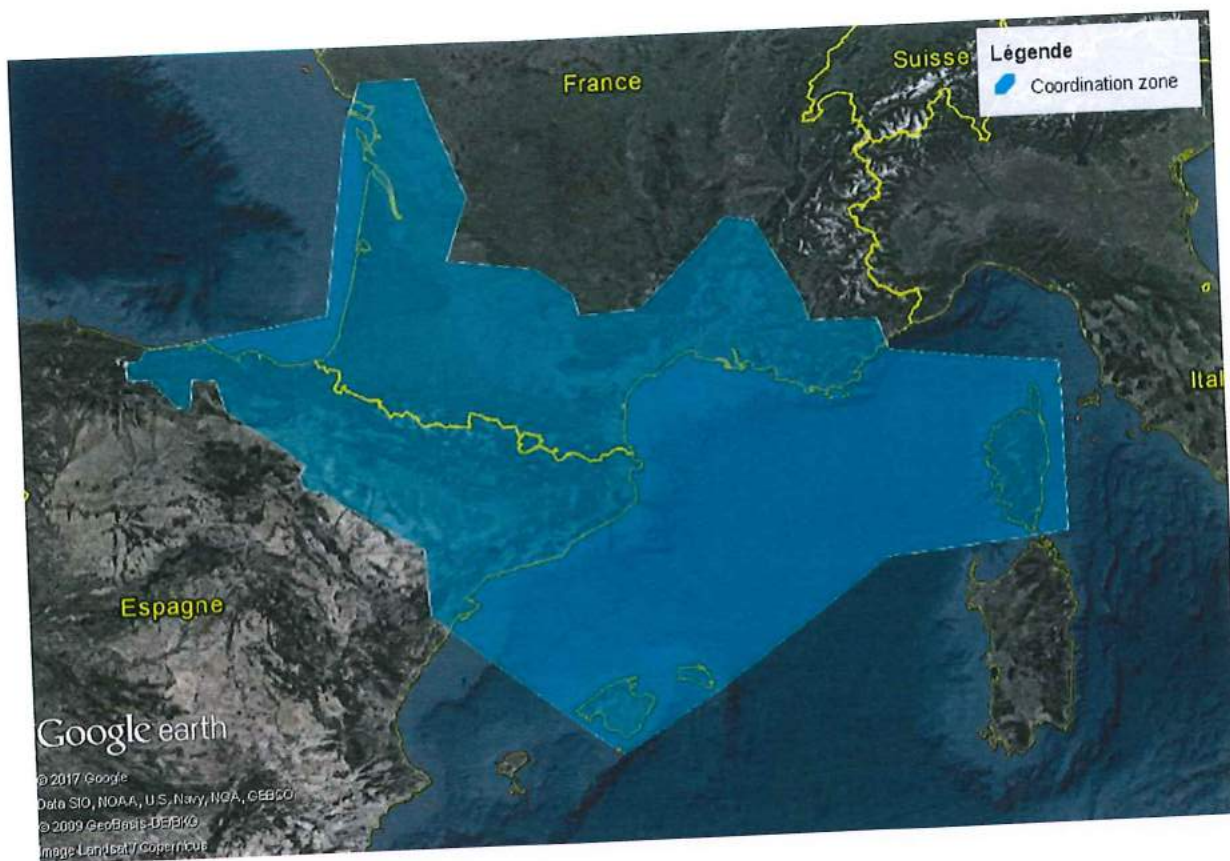 France
Suisse
Légende
Coordination zone
Ital
Espagne
Google earth
© 2017 Google
Data SIO, NOAA, U.S. Navy, NGA, GEBCO
© 2009 GeoBasis-DE/BKG
Image Landsat / Copernicus